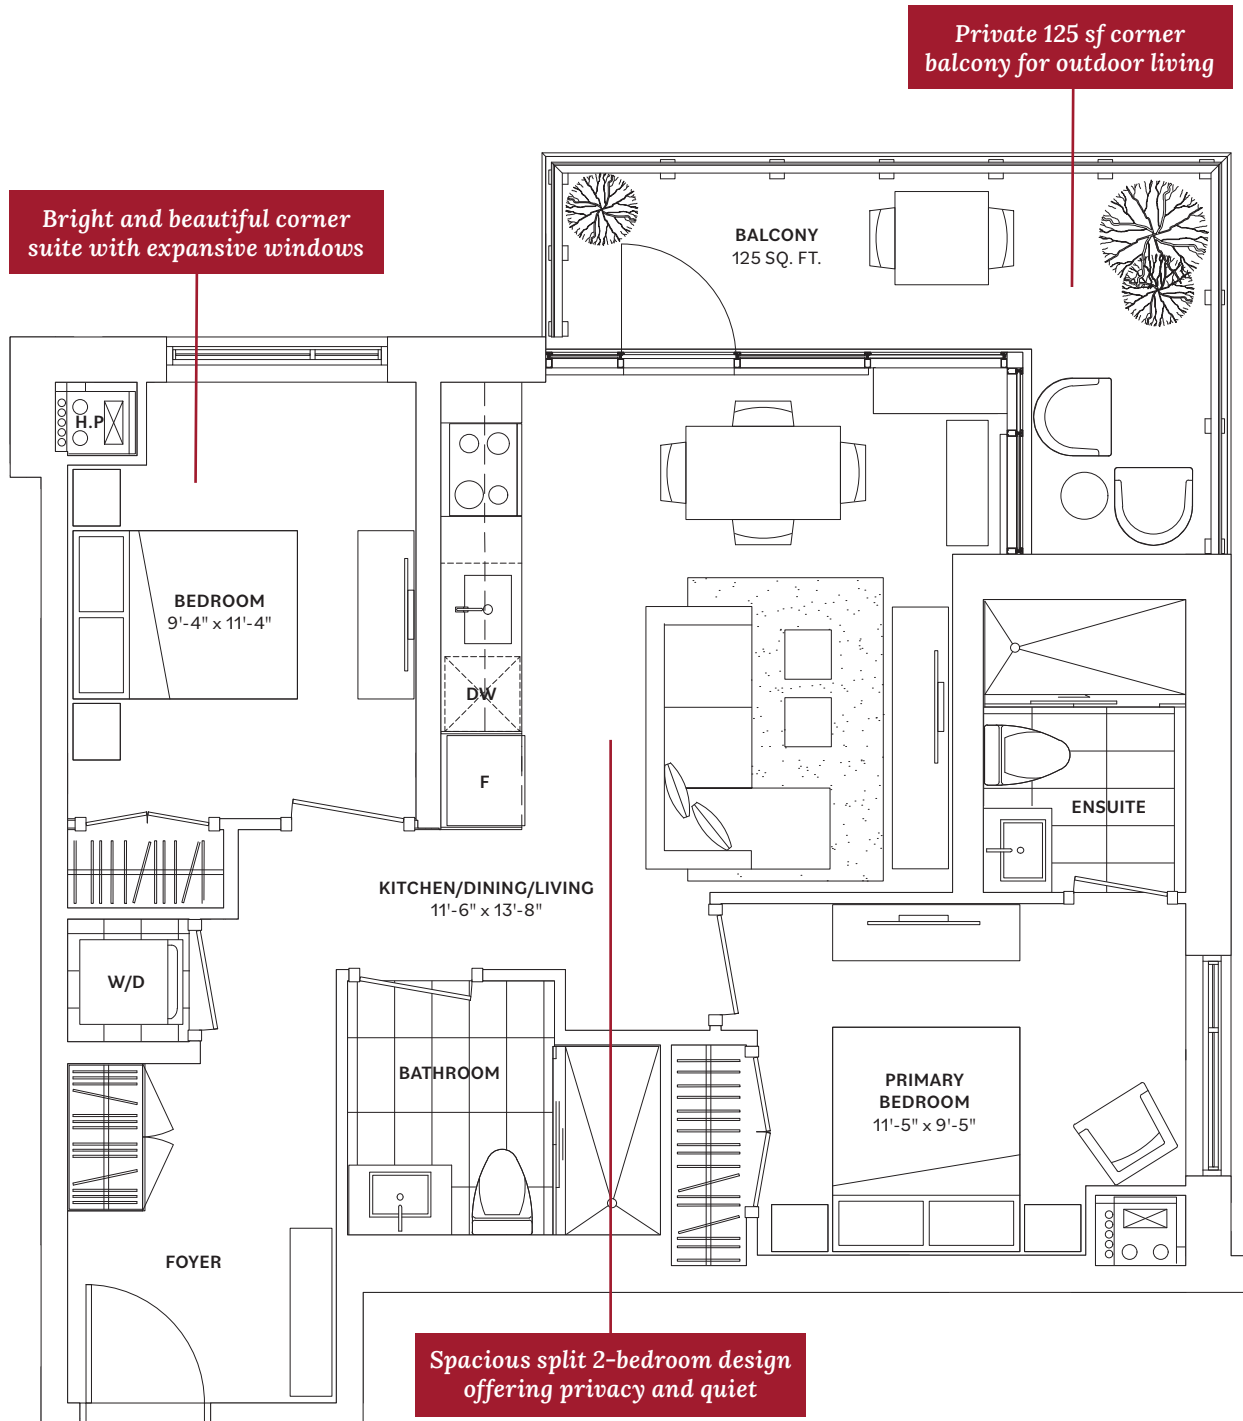 Private 125 sf corner
balcony for outdoor living
Bright and beautiful corner
suite with expansive windows
BALCONY
125 SQ. FT.
H.P
BEDROOM
9'-4" x 11'-4"
DW
F
ENSUITE
KITCHEN/DINING/LIVING
11'-6" x 13'-8"
W/D
BATHROOM
PRIMARY
BEDROOM
11'-5" x 9'-5"
FOYER
Spacious split 2-bedroom design
offering privacy and quiet